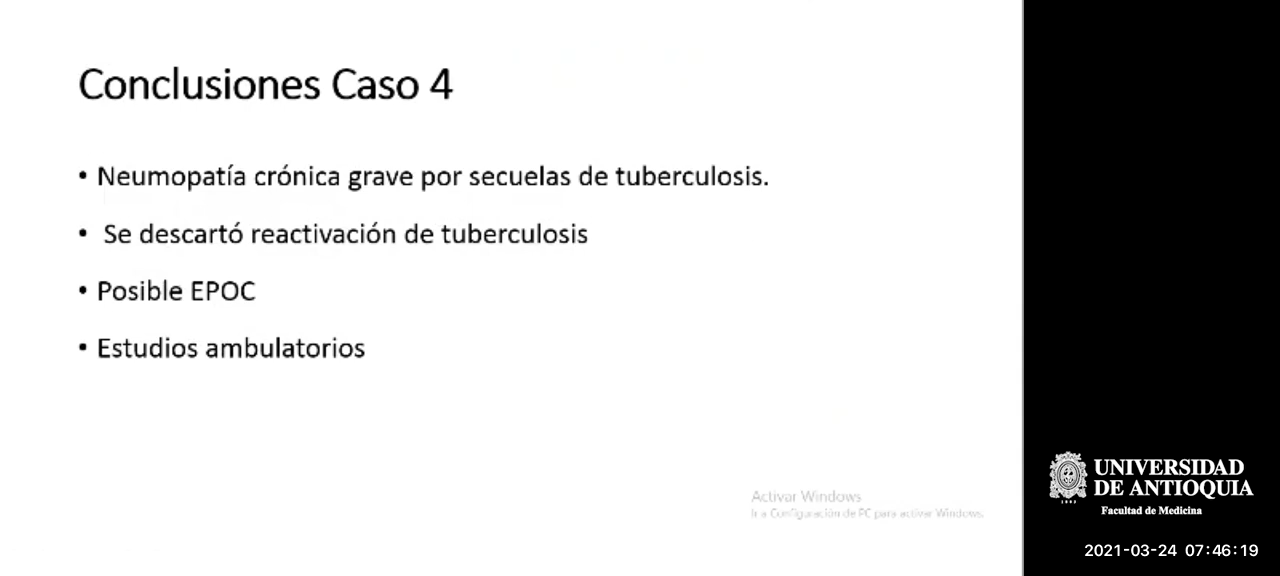 Conclusiones Caso 4
• Neumopatía crónica grave por secuelas de tuberculosis.
• Se descartó reactivación de tuberculosis
• Posible EPOC
• Estudios ambulatorios
Activar Windows
Ir a Configuración de PC para activar Windows.
UNIVERSIDAD
DE ANTIOQUIA
1803
Facultad de Medicina
2021-03-24 07:46:19